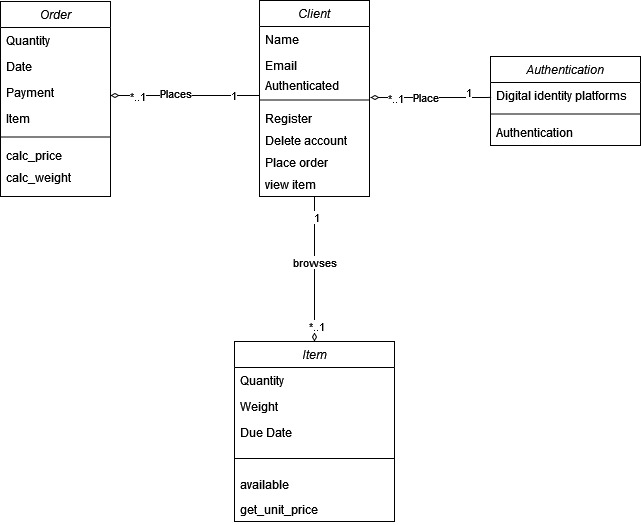 Order
Quantity
Date
Payment
Item
calc_price
calc_weight
*..1 Places 1
Client
Name
Email
Authenticated
Register
Delete account
Place order
view item
*..1 Place 1
Authentication
Digital identity platforms
Authentication
1
browses
*..1
Item
Quantity
Weight
Due Date
available
get_unit_price